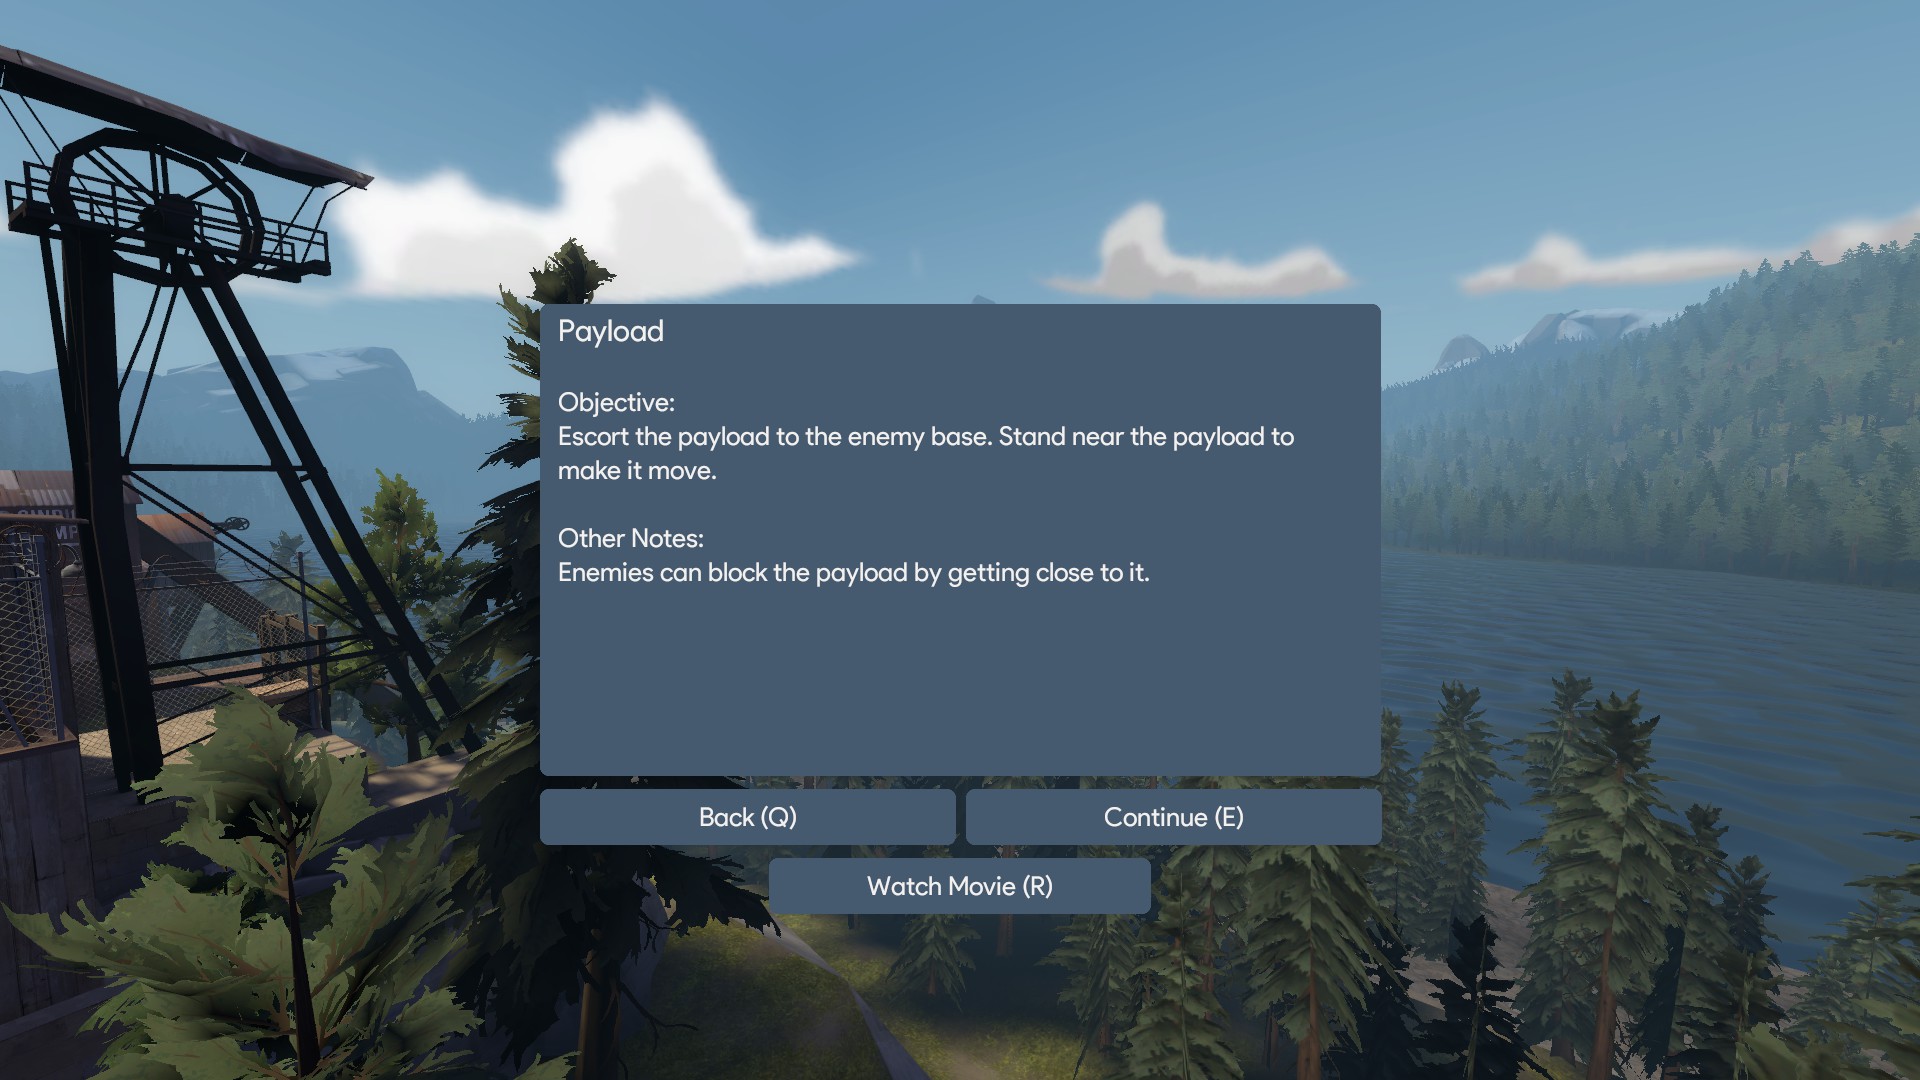 Payload
Objective:
Escort the payload to the enemy base. Stand near the payload to
make it move.
Other Notes:
Enemies can block the payload by getting close to it.
Back (Q)
Continue (E)
Watch Movie (R)